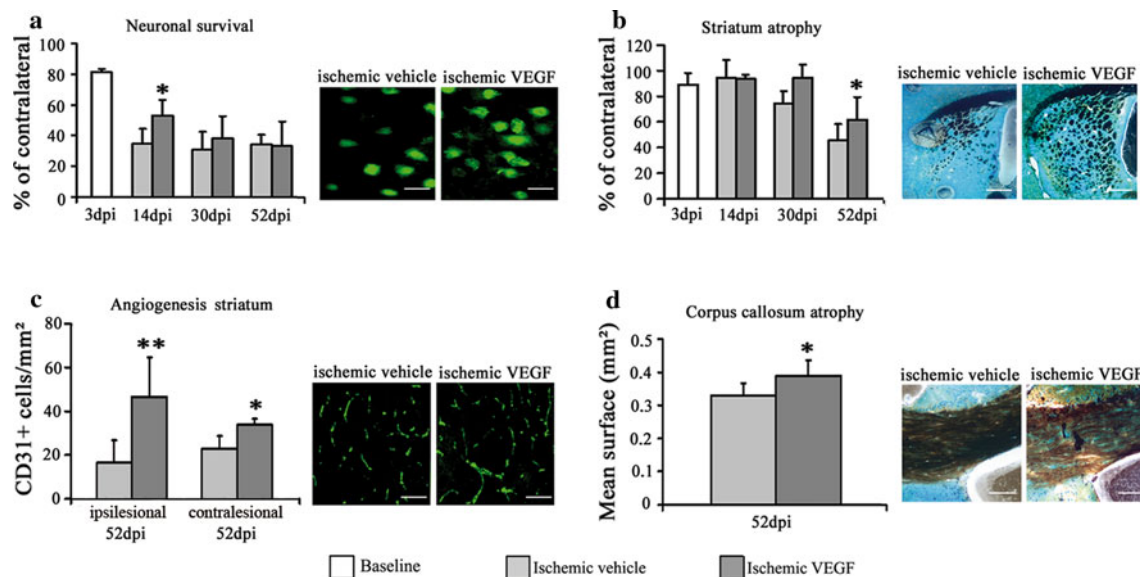 a
Neuronal survival
% of contralateral
100
80
60
40
20
0
*
3dpi 14dpi 30dpi 52dpi
ischemic vehicle ischemic VEGF
b
Striatum atrophy
% of contralateral
120
100
80
60
40
20
0
*
3dpi 14dpi 30dpi 52dpi
ischemic vehicle ischemic VEGF
c
Angiogenesis striatum
CD31+ cells/mm²
80
60
40
20
0
**
*
ipsilesional contralesional
52dpi 52dpi
ischemic vehicle ischemic VEGF
d
Corpus callosum atrophy
Mean surface (mm²)
0.5
0.4
0.3
0.2
0.1
0
*
52dpi
ischemic vehicle ischemic VEGF
Baseline Ischemic vehicle Ischemic VEGF